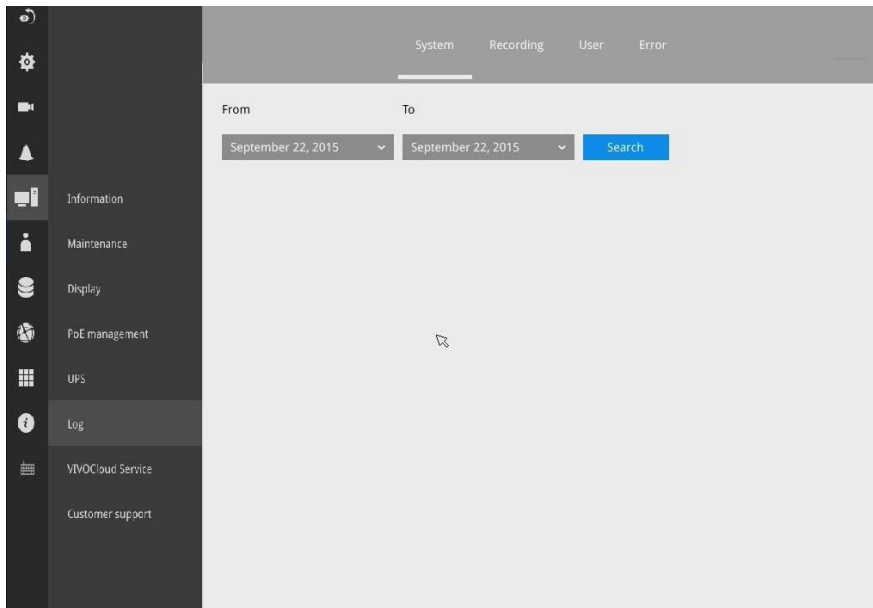 System Recording User Error
From To
September 22, 2015 September 22, 2015 Search
Information
Maintenance
Display
PoE management
UPS
Log
VIVOCloud Service
Customer support